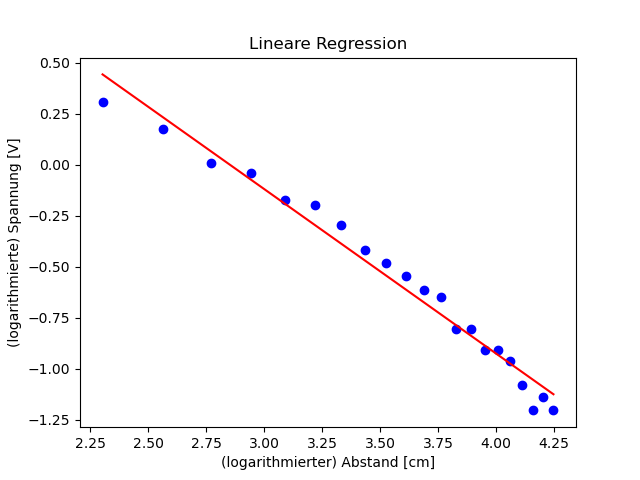 Lineare Regression
(logarithmierte) Spannung [V]
0.50
0.25
0.00
−0.25
−0.50
−0.75
−1.00
−1.25
2.25 2.50 2.75 3.00 3.25 3.50 3.75 4.00 4.25
(logarithmierter) Abstand [cm]